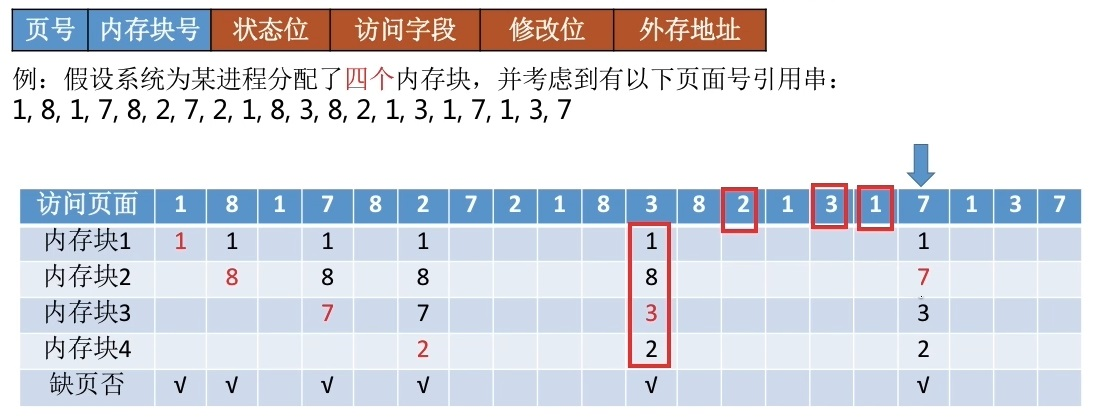 页号 内存块号 状态位 访问字段 修改位 外存地址
例：假设系统为某进程分配了四个内存块，并考虑到有以下页面号引用串：
1, 8, 1, 7, 8, 2, 7, 2, 1, 8, 3, 8, 2, 1, 3, 1, 7, 1, 3, 7
访问页面 1 8 1 7 8 2 7 2 1 8 3 8 2 1 3 1 7 1 3 7
内存块1 1 1 1 1 1 1
内存块2 8 8 8 8 7
内存块3 7 7 3 3
内存块4 2 2 2
缺页否 √ √ √ √ √ √